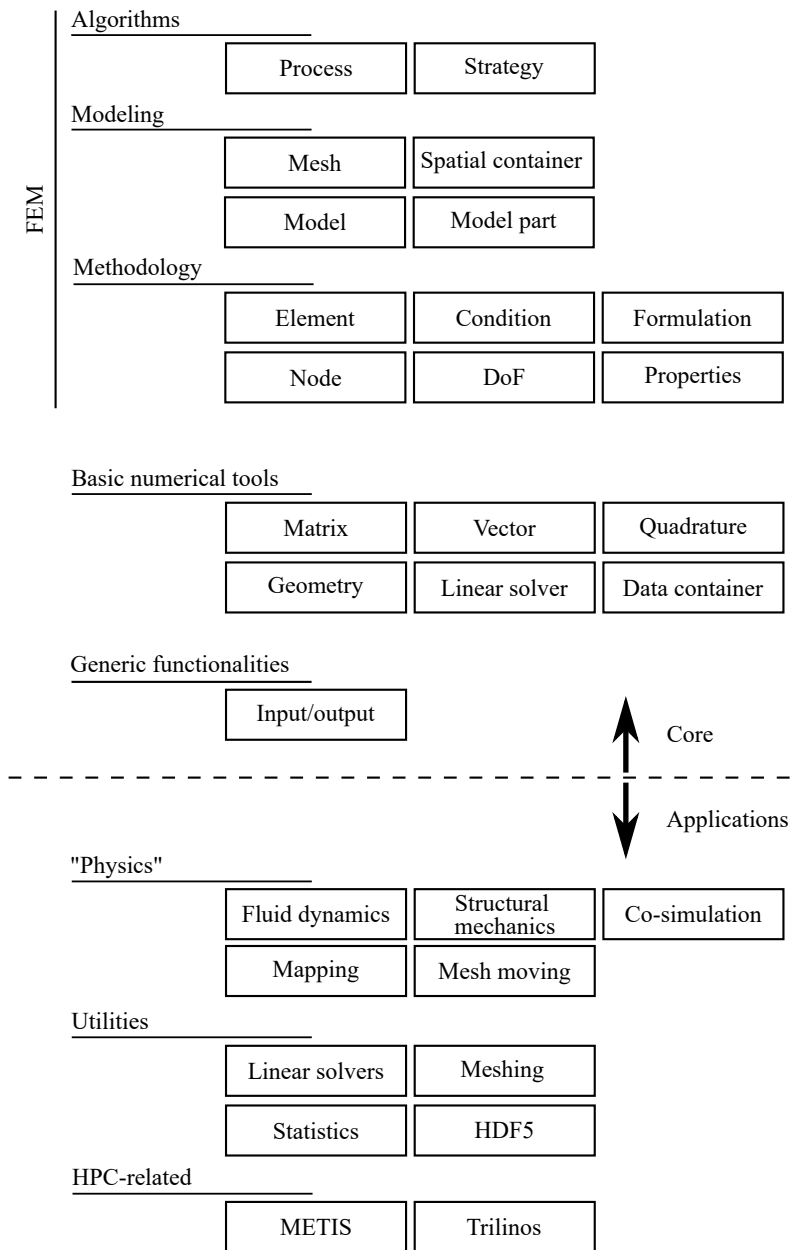 Algorithms
Process
Strategy
Modeling
Mesh
Spatial container
Model
Model part
FEM
Methodology
Element
Condition
Formulation
Node
DoF
Properties
Basic numerical tools
Matrix
Vector
Quadrature
Geometry
Linear solver
Data container
Generic functionalities
Input/output
Core
Applications
"Physics"
Fluid dynamics
Structural
mechanics
Co-simulation
Mapping
Mesh moving
Utilities
Linear solvers
Meshing
Statistics
HDF5
HPC-related
METIS
Trilinos